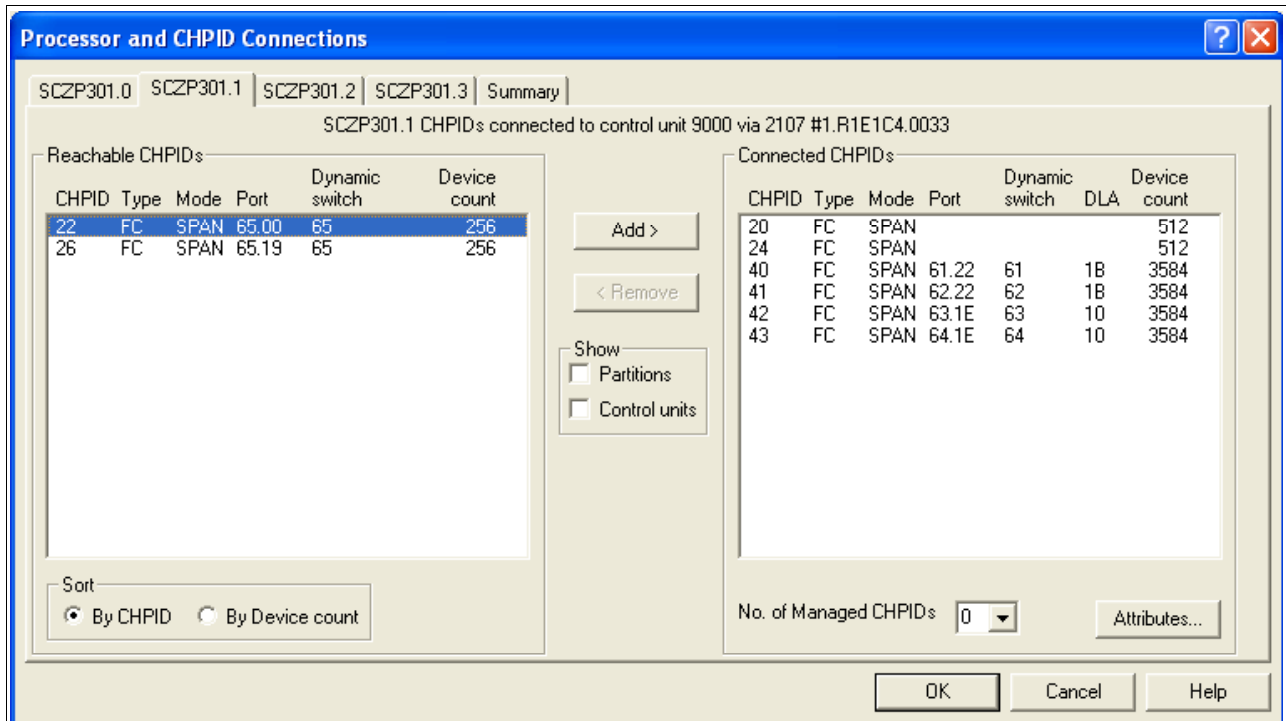 Processor and CHPID Connections
SCZP301.0 SCZP301.1 SCZP301.2 SCZP301.3 Summary
SCZP301.1 CHPIDs connected to control unit 9000 via 2107 #1.R1E1C4.0033
Reachable CHPIDs
CHPID Type Mode Port Dynamic switch Device count
22 FC SPAN 65.00 65 256
26 FC SPAN 65.19 65 256
Sort
By CHPID By Device count
Add >
< Remove
Show
Partitions
Control units
Connected CHPIDs
CHPID Type Mode Port Dynamic switch DLA Device count
20 FC SPAN 512
24 FC SPAN 512
40 FC SPAN 61.22 61 1B 3584
41 FC SPAN 62.22 62 1B 3584
42 FC SPAN 63.1E 63 10 3584
43 FC SPAN 64.1E 64 10 3584
No. of Managed CHPIDs 0 Attributes...
OK Cancel Help